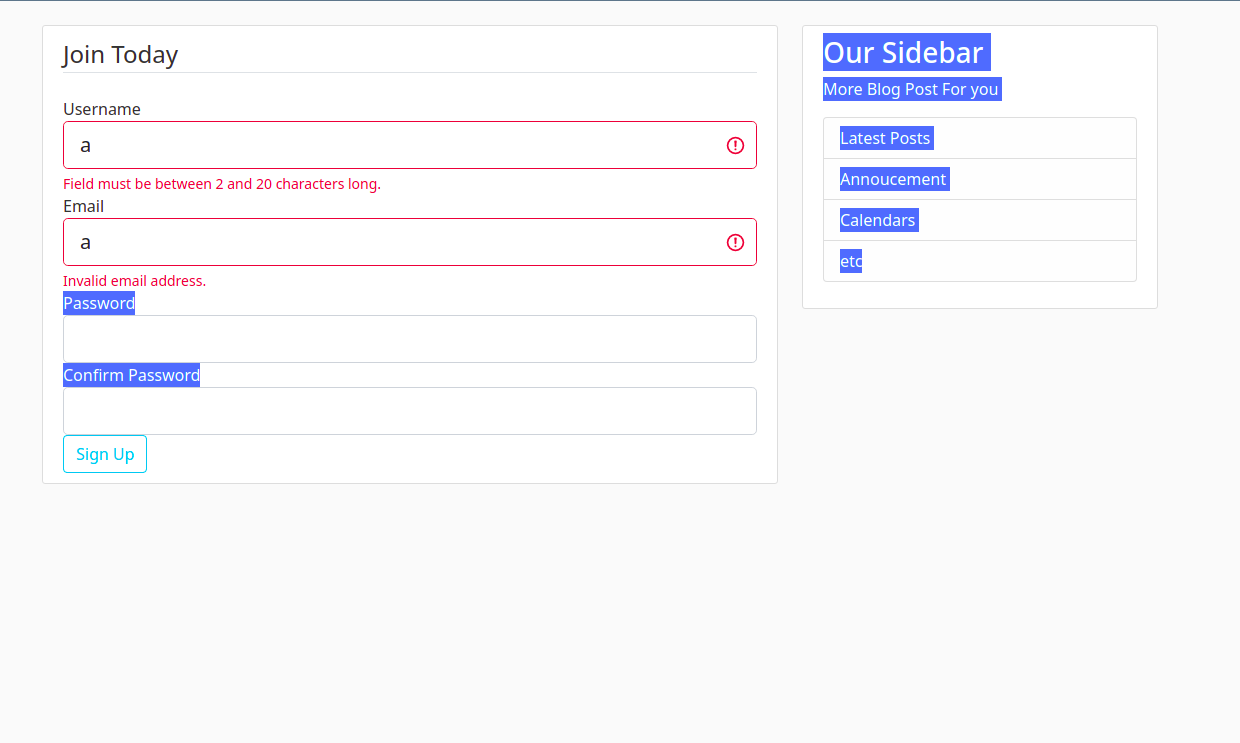 Join Today
Username
a
Field must be between 2 and 20 characters long.
Email
a
Invalid email address.
Password
Confirm Password
Sign Up
Our Sidebar
More Blog Post For you
Latest Posts
Annoucement
Calendars
etc